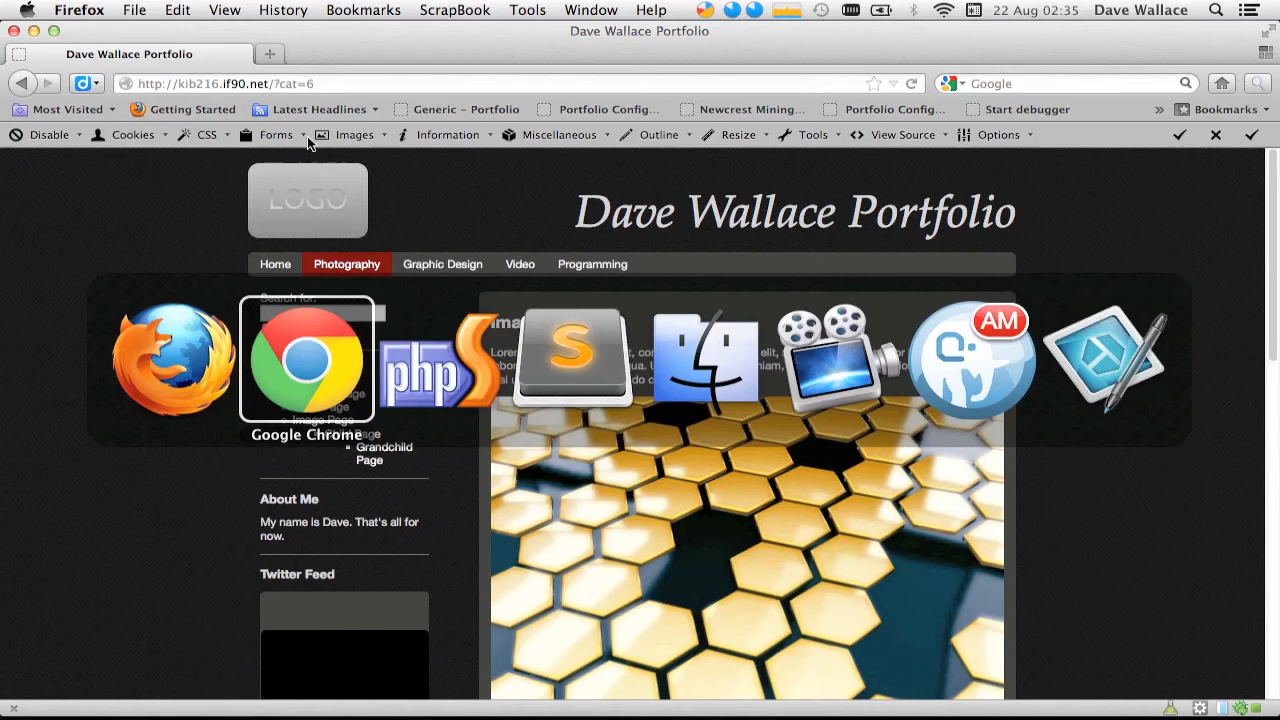 Firefox File Edit View History Bookmarks ScrapBook Tools Window Help 22 Aug 02:35 Dave Wallace
Dave Wallace Portfolio
Dave Wallace Portfolio
http://kib216.if90.net/?cat=6 Google
Most Visited Getting Started Latest Headlines Generic - Portfolio Portfolio Config... Newcrest Mining... Portfolio Config... Start debugger » Bookmarks
Disable Cookies CSS Forms Images Information Miscellaneous Outline Resize Tools View Source Options
LOGO
Dave Wallace Portfolio
Home Photography Graphic Design Video Programming
Search for:
AM
php
S
Google Chrome
Image Page
Grandchild
Page
About Me
My name is Dave. That's all for
now.
Twitter Feed